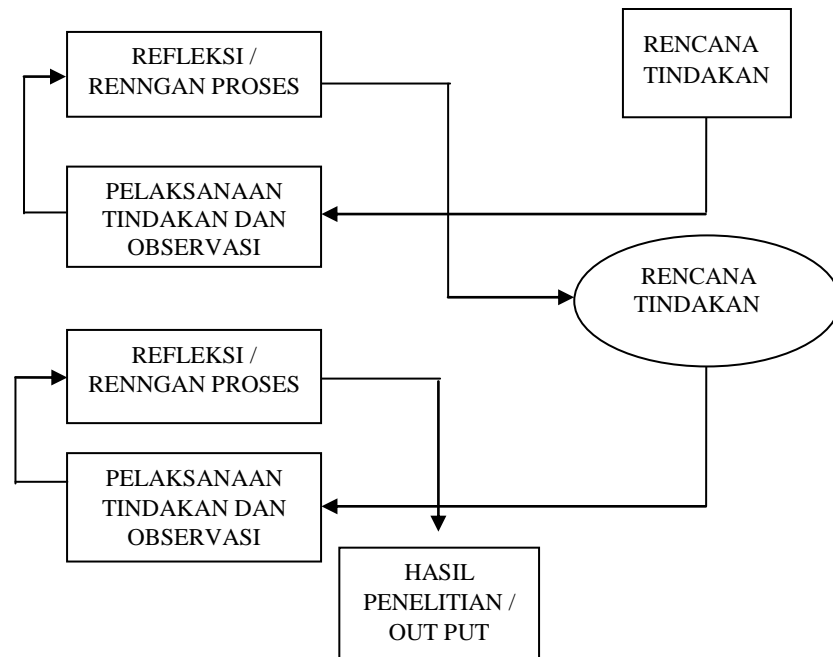 REFLEKSI /
RENNGAN PROSES
RENCANA
TINDAKAN
PELAKSANAAN
TINDAKAN DAN
OBSERVASI
RENCANA
TINDAKAN
REFLEKSI /
RENNGAN PROSES
PELAKSANAAN
TINDAKAN DAN
OBSERVASI
HASIL
PENELITIAN /
OUT PUT